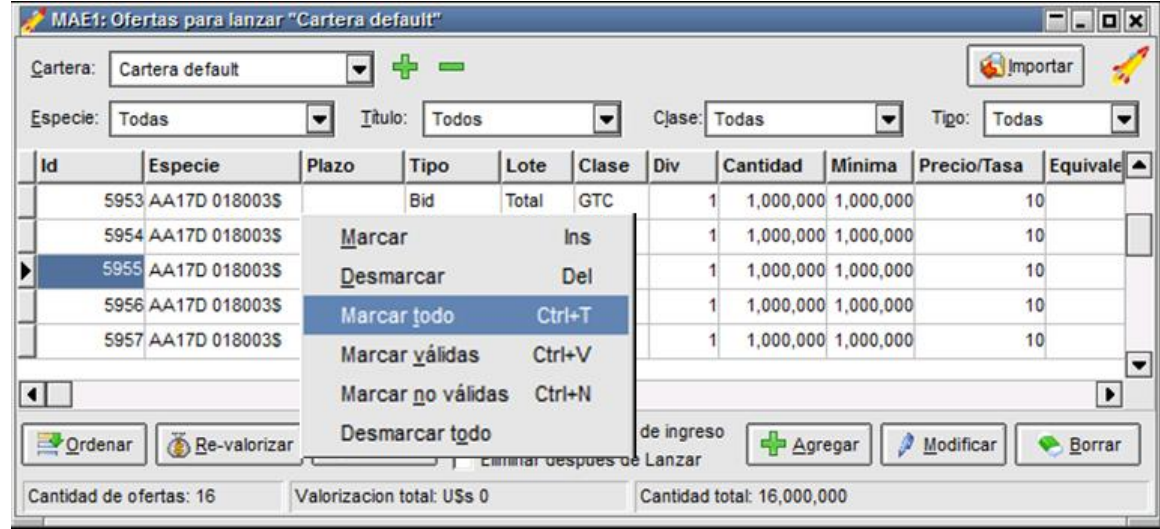 MAE1: Ofertas para lanzar "Cartera default"
Cartera: Cartera default Importar
Especie: Todas Título: Todos Clase: Todas Tipo: Todas
Id Especie Plazo Tipo Lote Clase Div Cantidad Mínima Precio/Tasa Equivale
5953 AA17D 018003$ Bid Total GTC 1 1,000,000 1,000,000 10
5954 AA17D 018003$ 1 1,000,000 1,000,000 10
5955 AA17D 018003$ 1 1,000,000 1,000,000 10
5956 AA17D 018003$ 1 1,000,000 1,000,000 10
5957 AA17D 018003$ 1 1,000,000 1,000,000 10
Marcar Ins
Desmarcar Del
Marcar todo Ctrl+T
Marcar válidas Ctrl+V
Marcar no válidas Ctrl+N
Desmarcar todo
Ordenar Re-valorizar de ingreso Agregar Modificar Borrar
Eliminar después de Lanzar
Cantidad de ofertas: 16 Valorizacion total: U$s 0 Cantidad total: 16,000,000